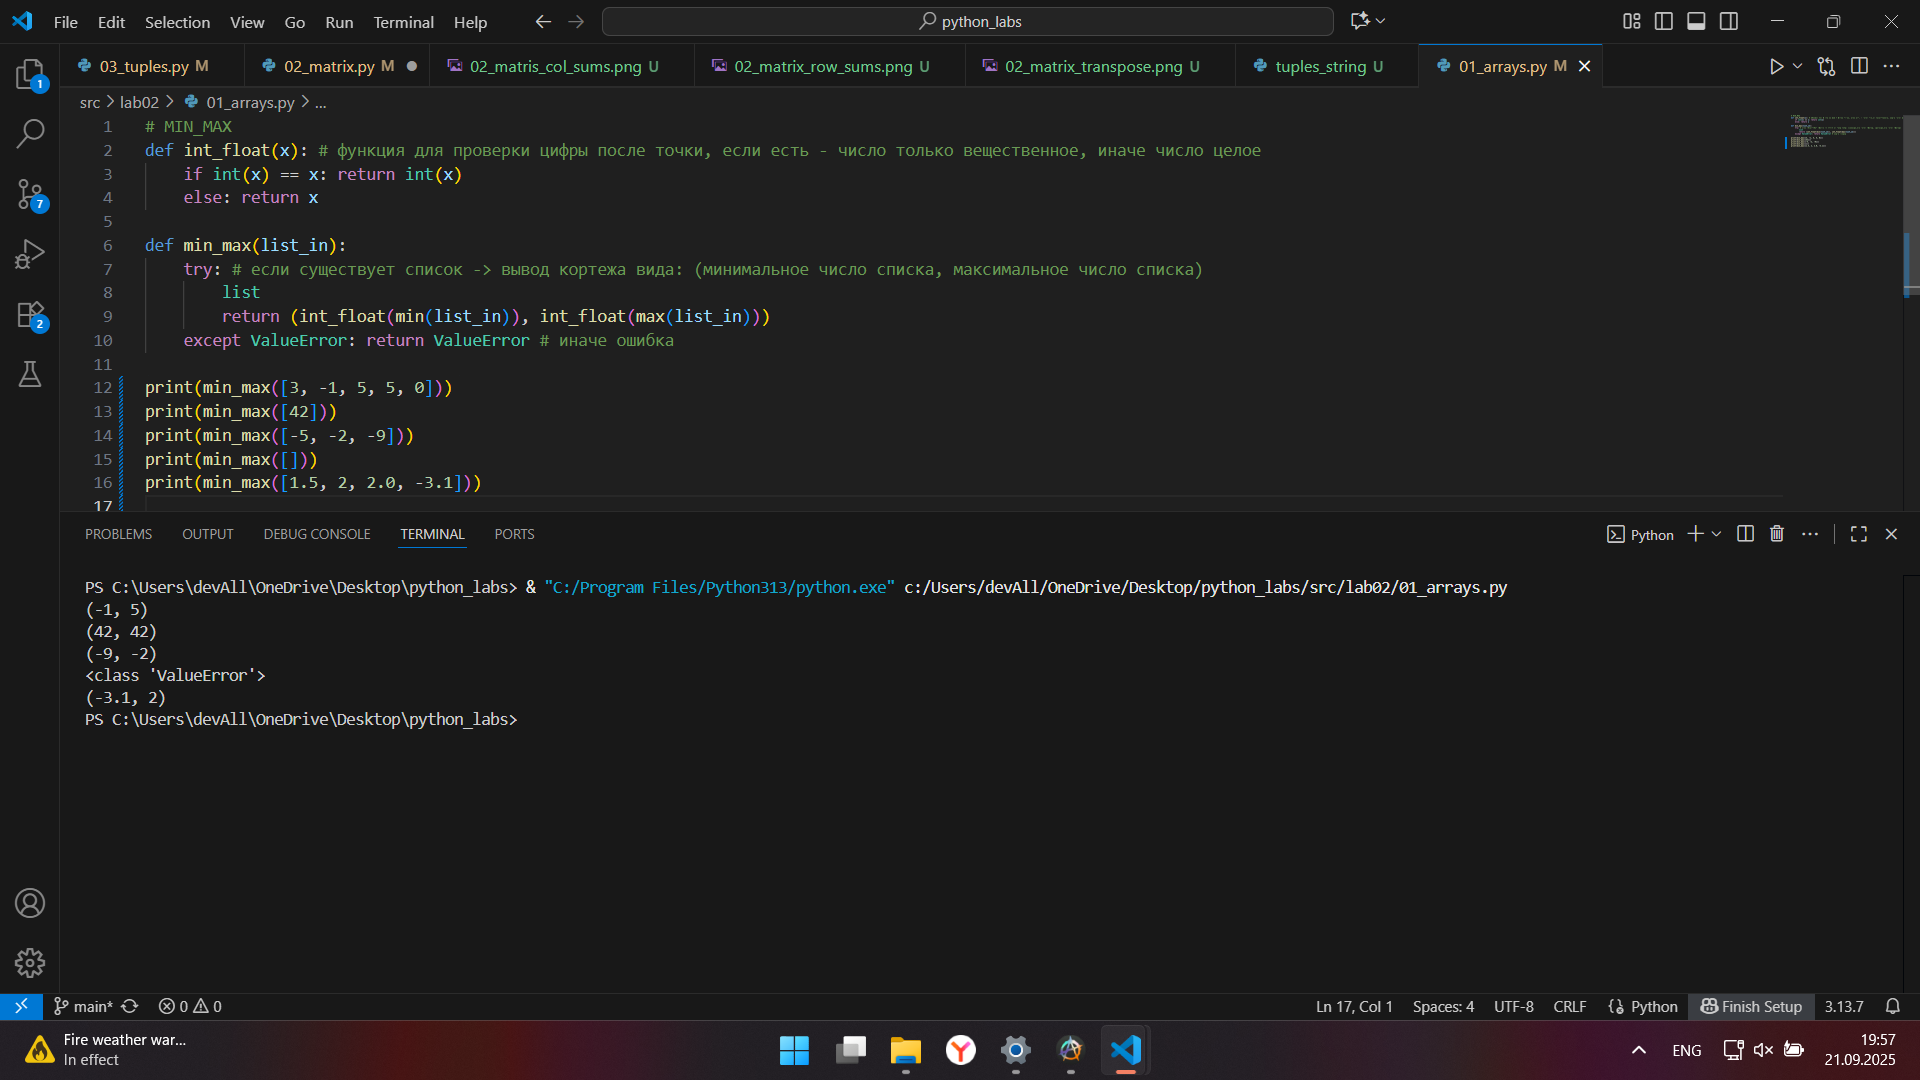 File Edit Selection View Go Run Terminal Help
python_labs
03_tuples.py M
02_matrix.py M
02_matris_col_sums.png U
02_matrix_row_sums.png U
02_matrix_transpose.png U
tuples_string U
01_arrays.py M
src > lab02 > 01_arrays.py > ...
1 # MIN_MAX
2 def int_float(x): # функция для проверки цифры после точки, если есть - число только вещественное, иначе число целое
3 if int(x) == x: return int(x)
4 else: return x
5
6 def min_max(list_in):
7 try: # если существует список -> вывод кортежа вида: (минимальное число списка, максимальное число списка)
8 list
9 return (int_float(min(list_in)), int_float(max(list_in)))
10 except ValueError: return ValueError # иначе ошибка
11
12 print(min_max([3, -1, 5, 5, 0]))
13 print(min_max([42]))
14 print(min_max([-5, -2, -9]))
15 print(min_max([]))
16 print(min_max([1.5, 2, 2.0, -3.1]))
17
1
7
2
PROBLEMS OUTPUT DEBUG CONSOLE TERMINAL PORTS
Python
PS C:\Users\devAll\OneDrive\Desktop\python_labs> & "C:/Program Files/Python313/python.exe" c:/Users/devAll/OneDrive/Desktop/python_labs/src/lab02/01_arrays.py
(-1, 5)
(42, 42)
(-9, -2)
<class 'ValueError'>
(-3.1, 2)
PS C:\Users\devAll\OneDrive\Desktop\python_labs>
main* 0 0
Ln 17, Col 1 Spaces: 4 UTF-8 CRLF Python Finish Setup 3.13.7
Fire weather war...
In effect
ENG
19:57
21.09.2025